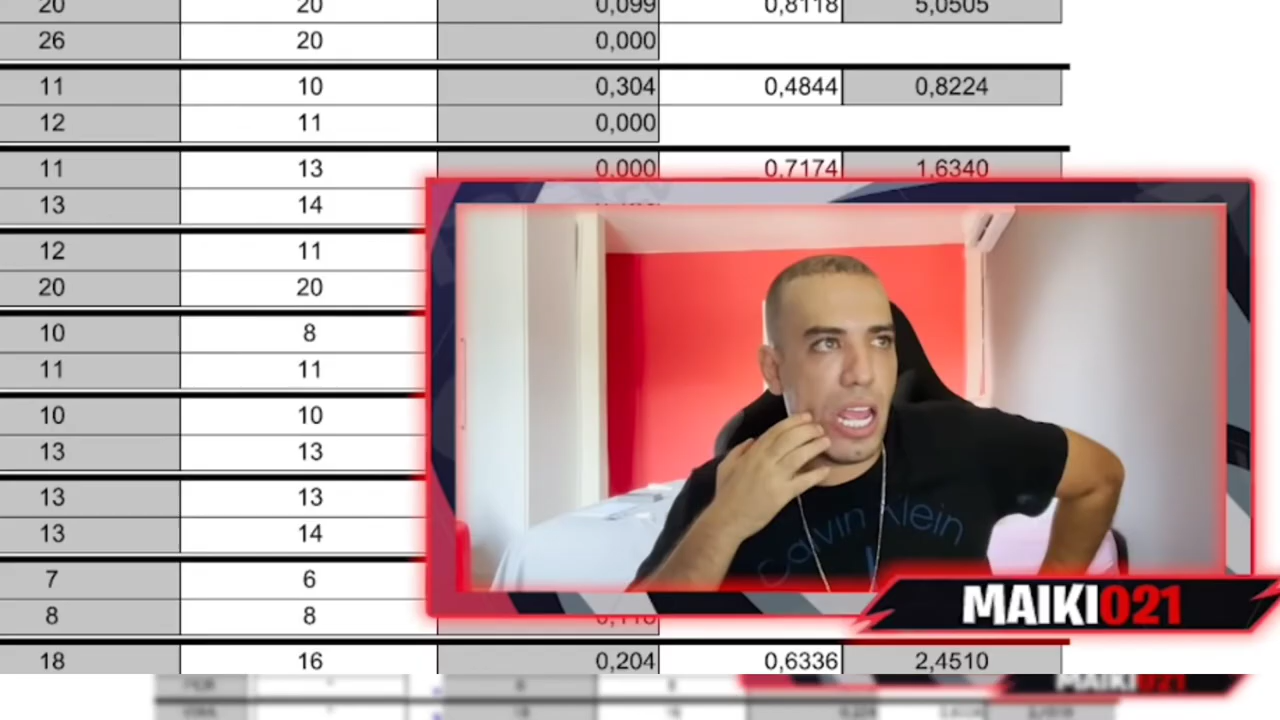 20 20 0,099 0,8118 5,0505
26 20 0,000
11 10 0,304 0,4844 0,8224
12 11 0,000
11 13 0,000 0,7174 1,6340
13 14
12 11
20 20
10 8
11 11
10 10
13 13
13 13
13 14
Calvin Klein
7 6
MAIKI021
8 8
18 16 0,204 0,6336 2,4510
MAIKI021